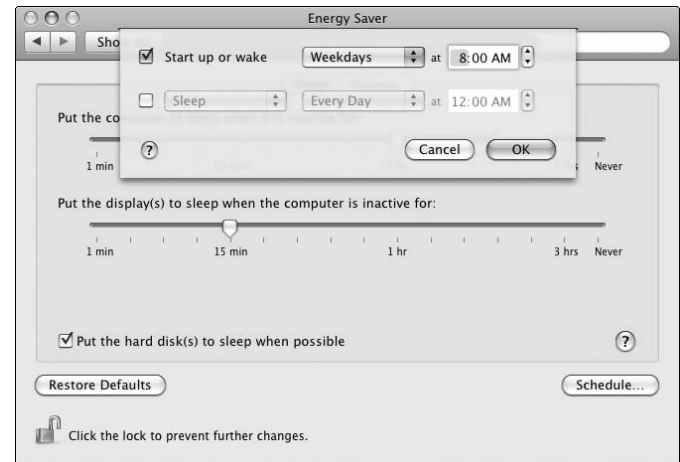 Energy Saver
Sho
Start up or wake Weekdays at 8:00 AM
Sleep Every Day at 12:00 AM
Put the co
? Cancel OK
1 min Never
Put the display(s) to sleep when the computer is inactive for:
1 min 15 min 1 hr 3 hrs Never
Put the hard disk(s) to sleep when possible ?
Restore Defaults Schedule...
Click the lock to prevent further changes.